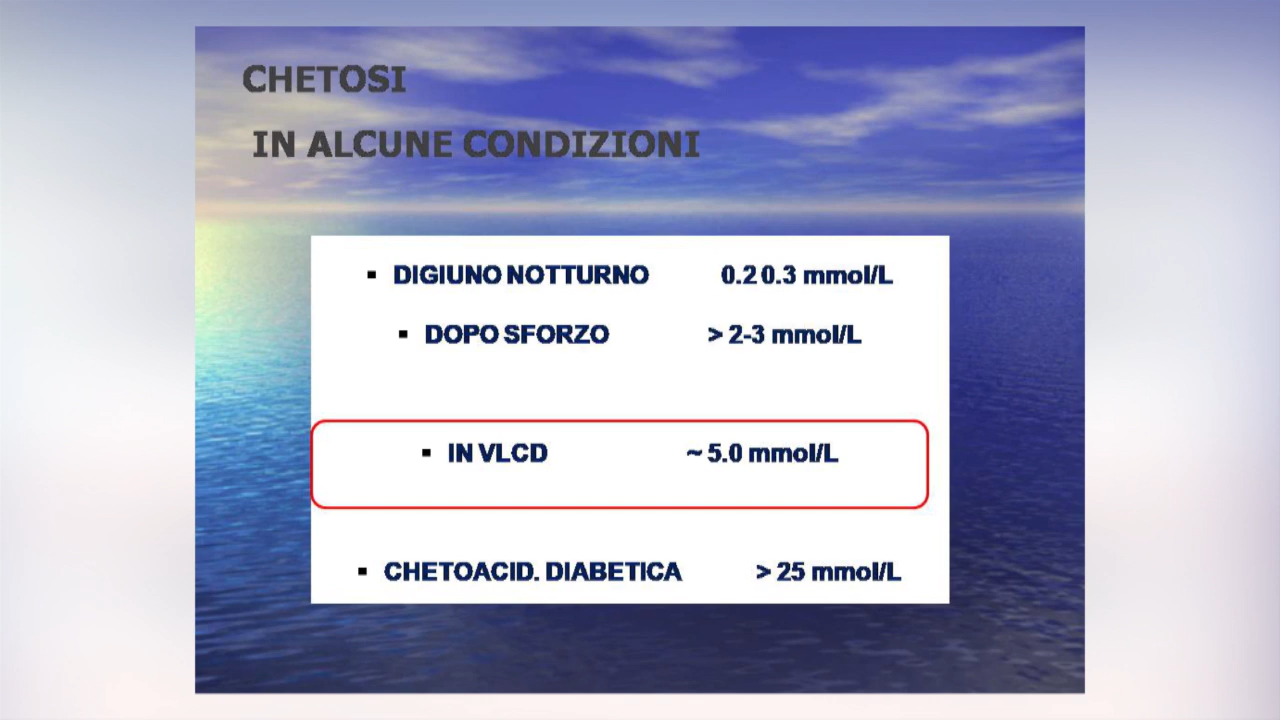 CHETOSI
IN ALCUNE CONDIZIONI
▪ DIGIUNO NOTTURNO 0.2 0.3 mmol/L
▪ DOPO SFORZO > 2-3 mmol/L
▪ IN VLCD ~ 5.0 mmol/L
▪ CHETOACID. DIABETICA > 25 mmol/L